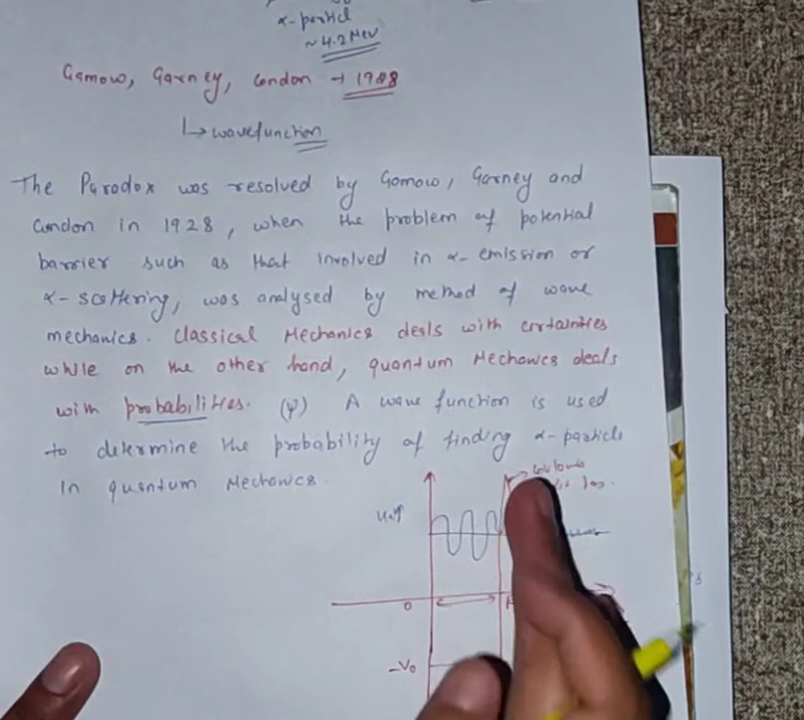 α-particl
~4.2 MeV
Gamow, Garney, Condon → 1928
↳ wavefunction
The Paradox was resolved by Gomow, Garney and
Condon in 1928, when the problem of potential
barrier such as that involved in α- emission or
α- scattering, was analysed by method of wave
mechanics. Classical Mechanics deals with certainties
while on the other hand, quantum Mechanics deals
with probabilities. (ψ) A wave function is used
to determine the probability of finding α-particle
in quantum Mechanics.
0
-V₀